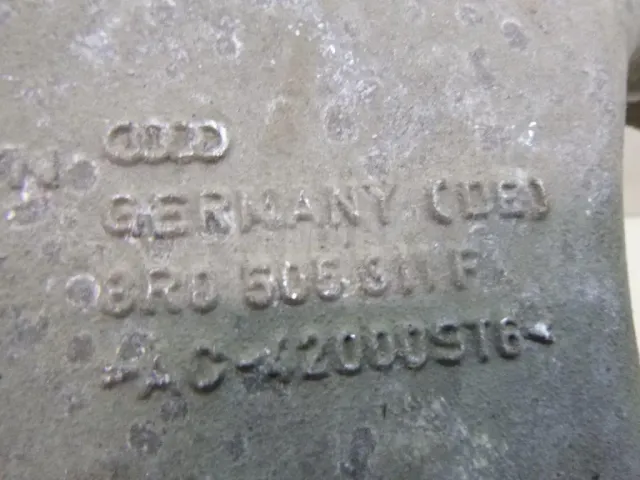 GERMANY (DE)
8R0 505 311 F
>AC-42000ST6<